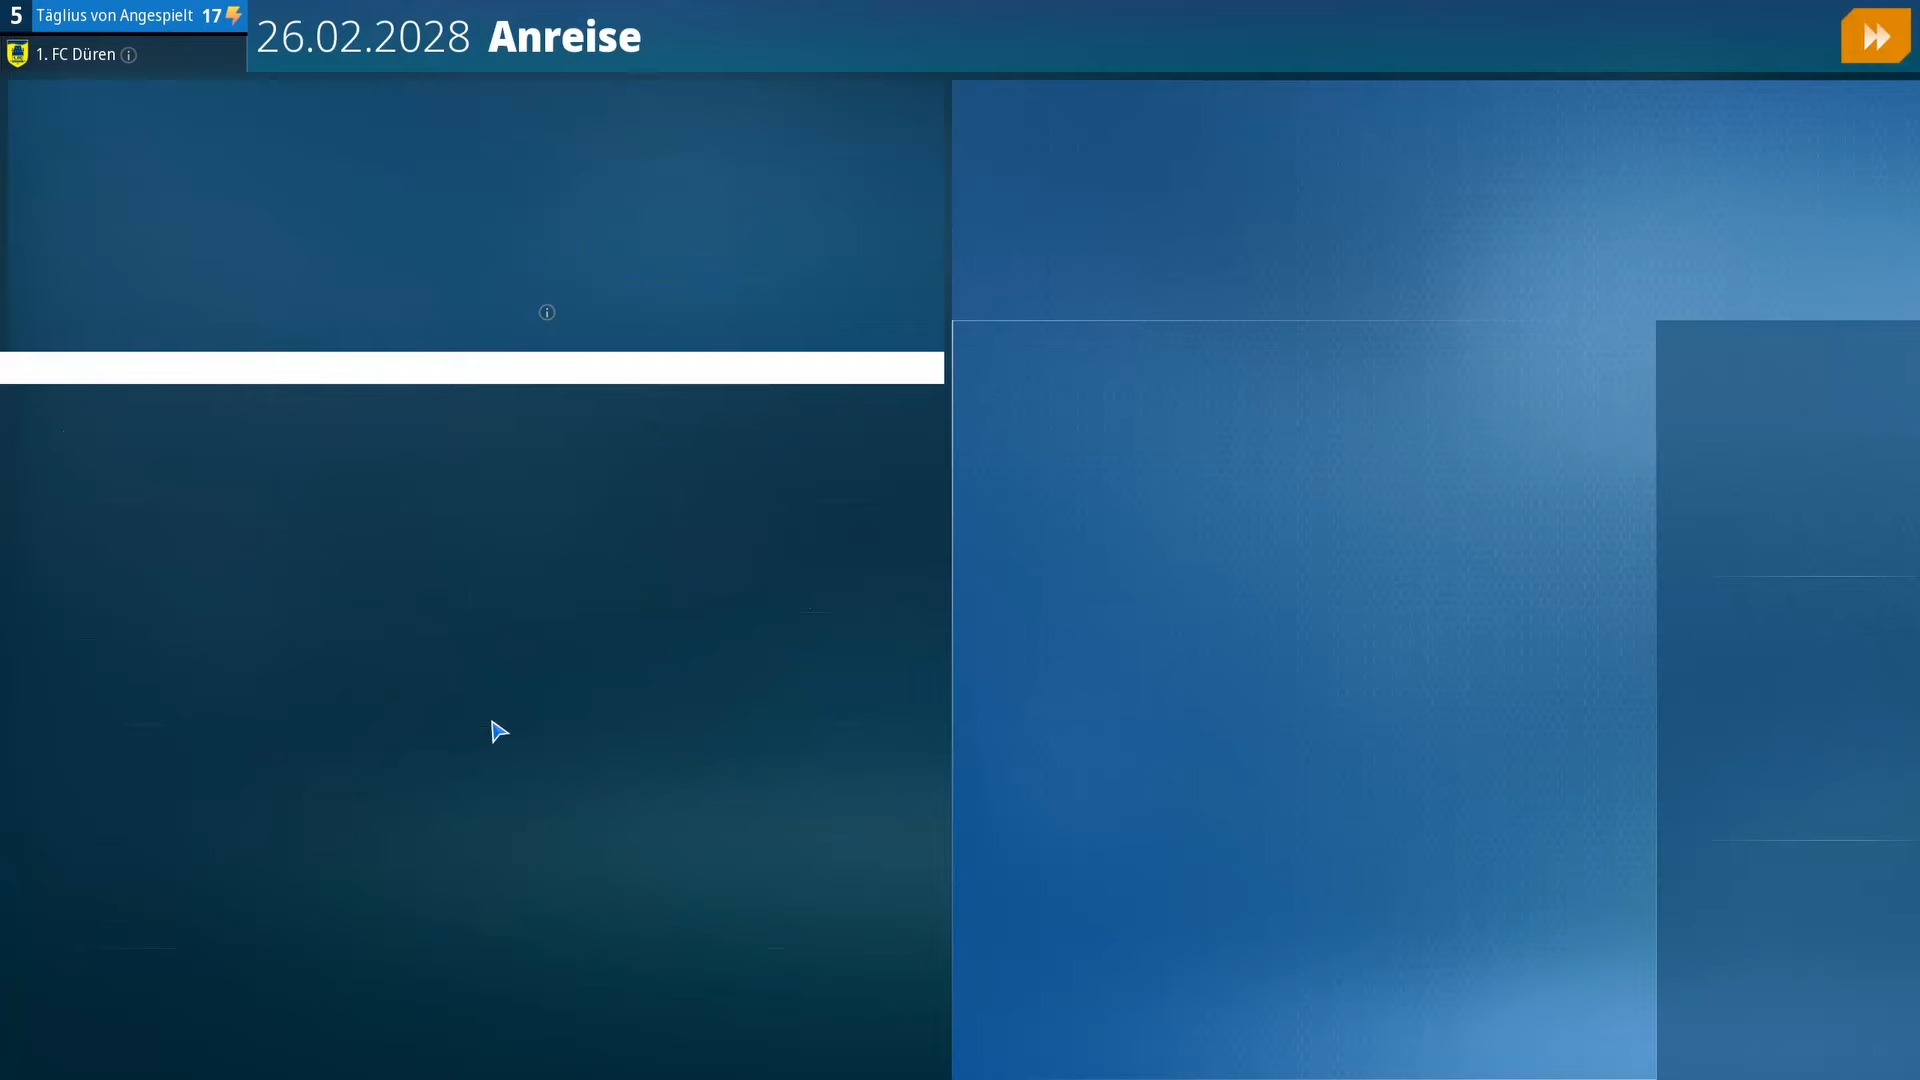 5 Täglius von Angespielt 17
1. FC Düren
26.02.2028 Anreise